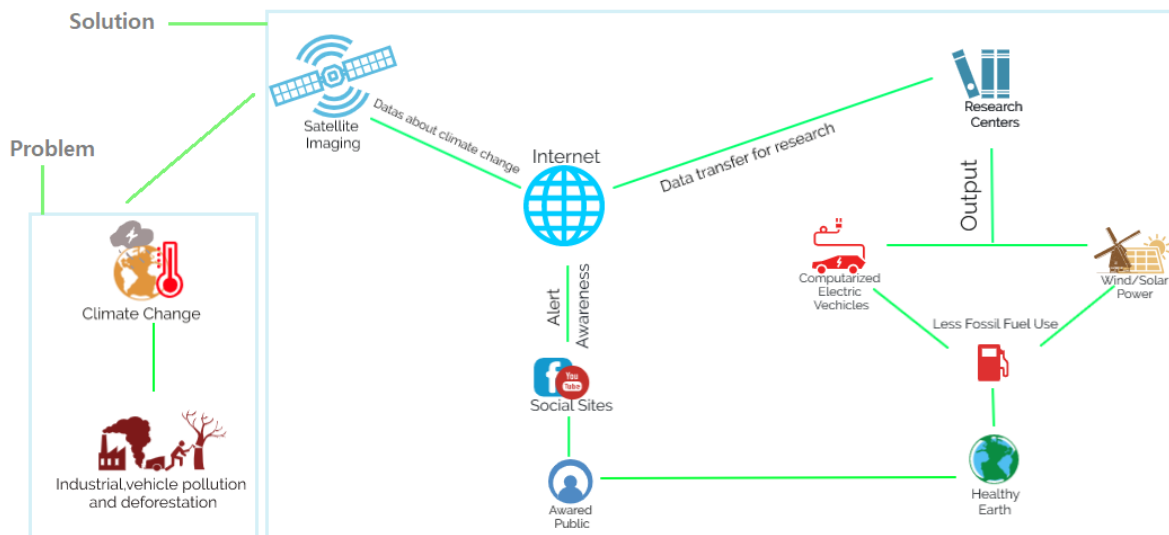 Solution
Problem
Satellite
Imaging
Datas about climate change
Internet
Data transfer for research
Research
Centers
Output
Climate Change
Industrial,vehicle pollution
and deforestation
Alert
Awareness
f
You
Tube
Social Sites
Awared
Public
Computarized
Electric
Vechicles
Wind/Solar
Power
Less Fossil Fuel Use
Healthy
Earth